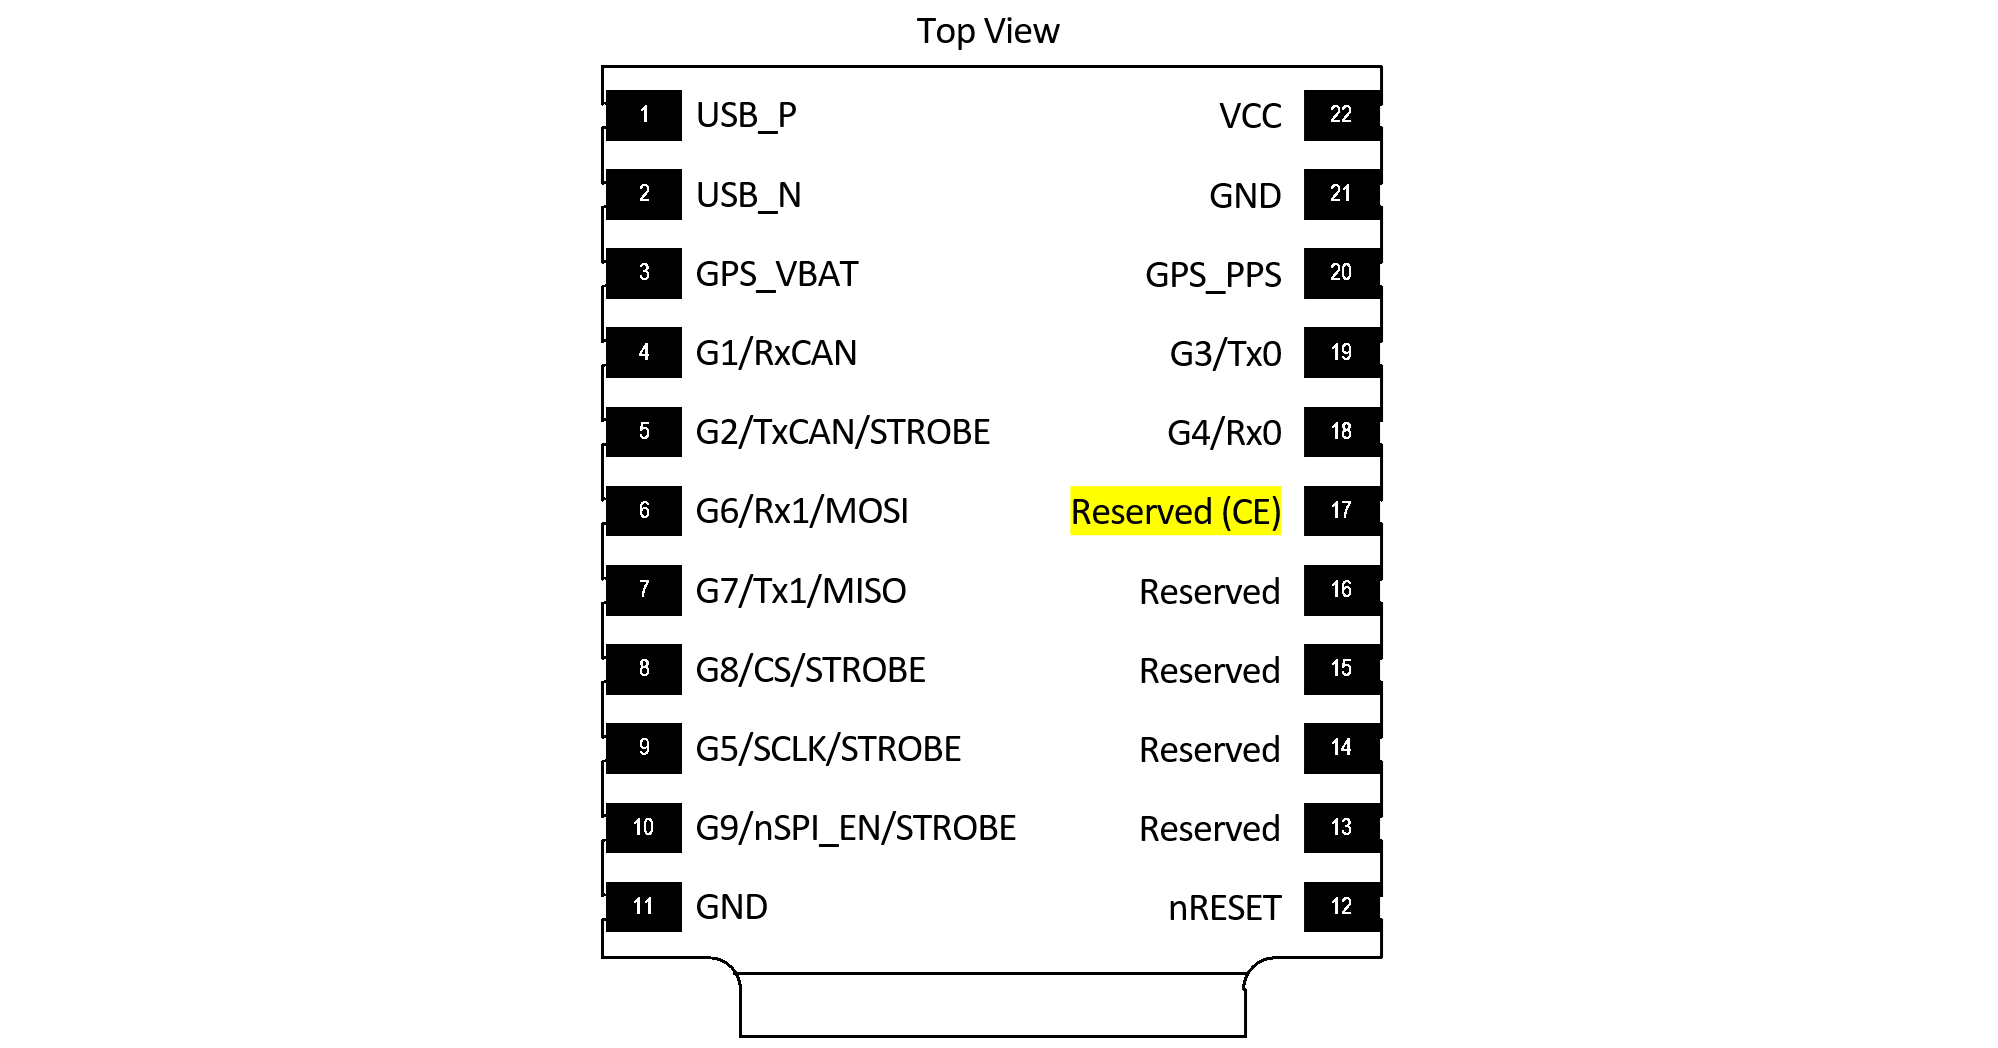 Top View
1 USB_P VCC 22
2 USB_N GND 21
3 GPS_VBAT GPS_PPS 20
4 G1/RxCAN G3/Tx0 19
5 G2/TxCAN/STROBE G4/Rx0 18
6 G6/Rx1/MOSI Reserved (CE) 17
7 G7/Tx1/MISO Reserved 16
8 G8/CS/STROBE Reserved 15
9 G5/SCLK/STROBE Reserved 14
10 G9/nSPI_EN/STROBE Reserved 13
11 GND nRESET 12